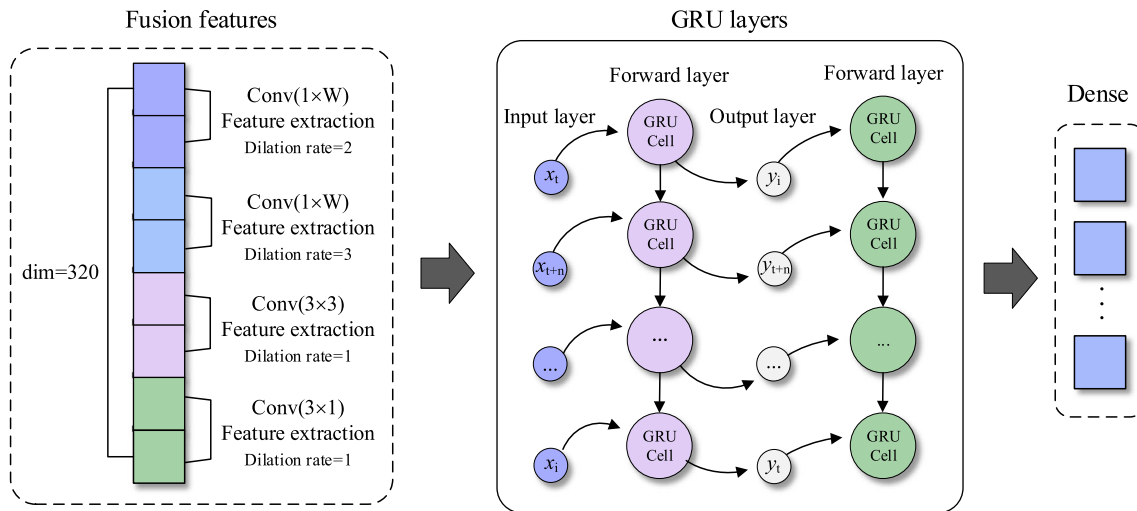 Fusion features
dim=320
Conv(1×W)
Feature extraction
Dilation rate=2
Conv(1×W)
Feature extraction
Dilation rate=3
Conv(3×3)
Feature extraction
Dilation rate=1
Conv(3×1)
Feature extraction
Dilation rate=1
GRU layers
Forward layer
Forward layer
Input layer
Output layer
GRU
Cell
GRU
Cell
xt
yi
GRU
Cell
GRU
Cell
xt+n
yt+n
...
...
...
...
GRU
Cell
GRU
Cell
xi
yt
Dense